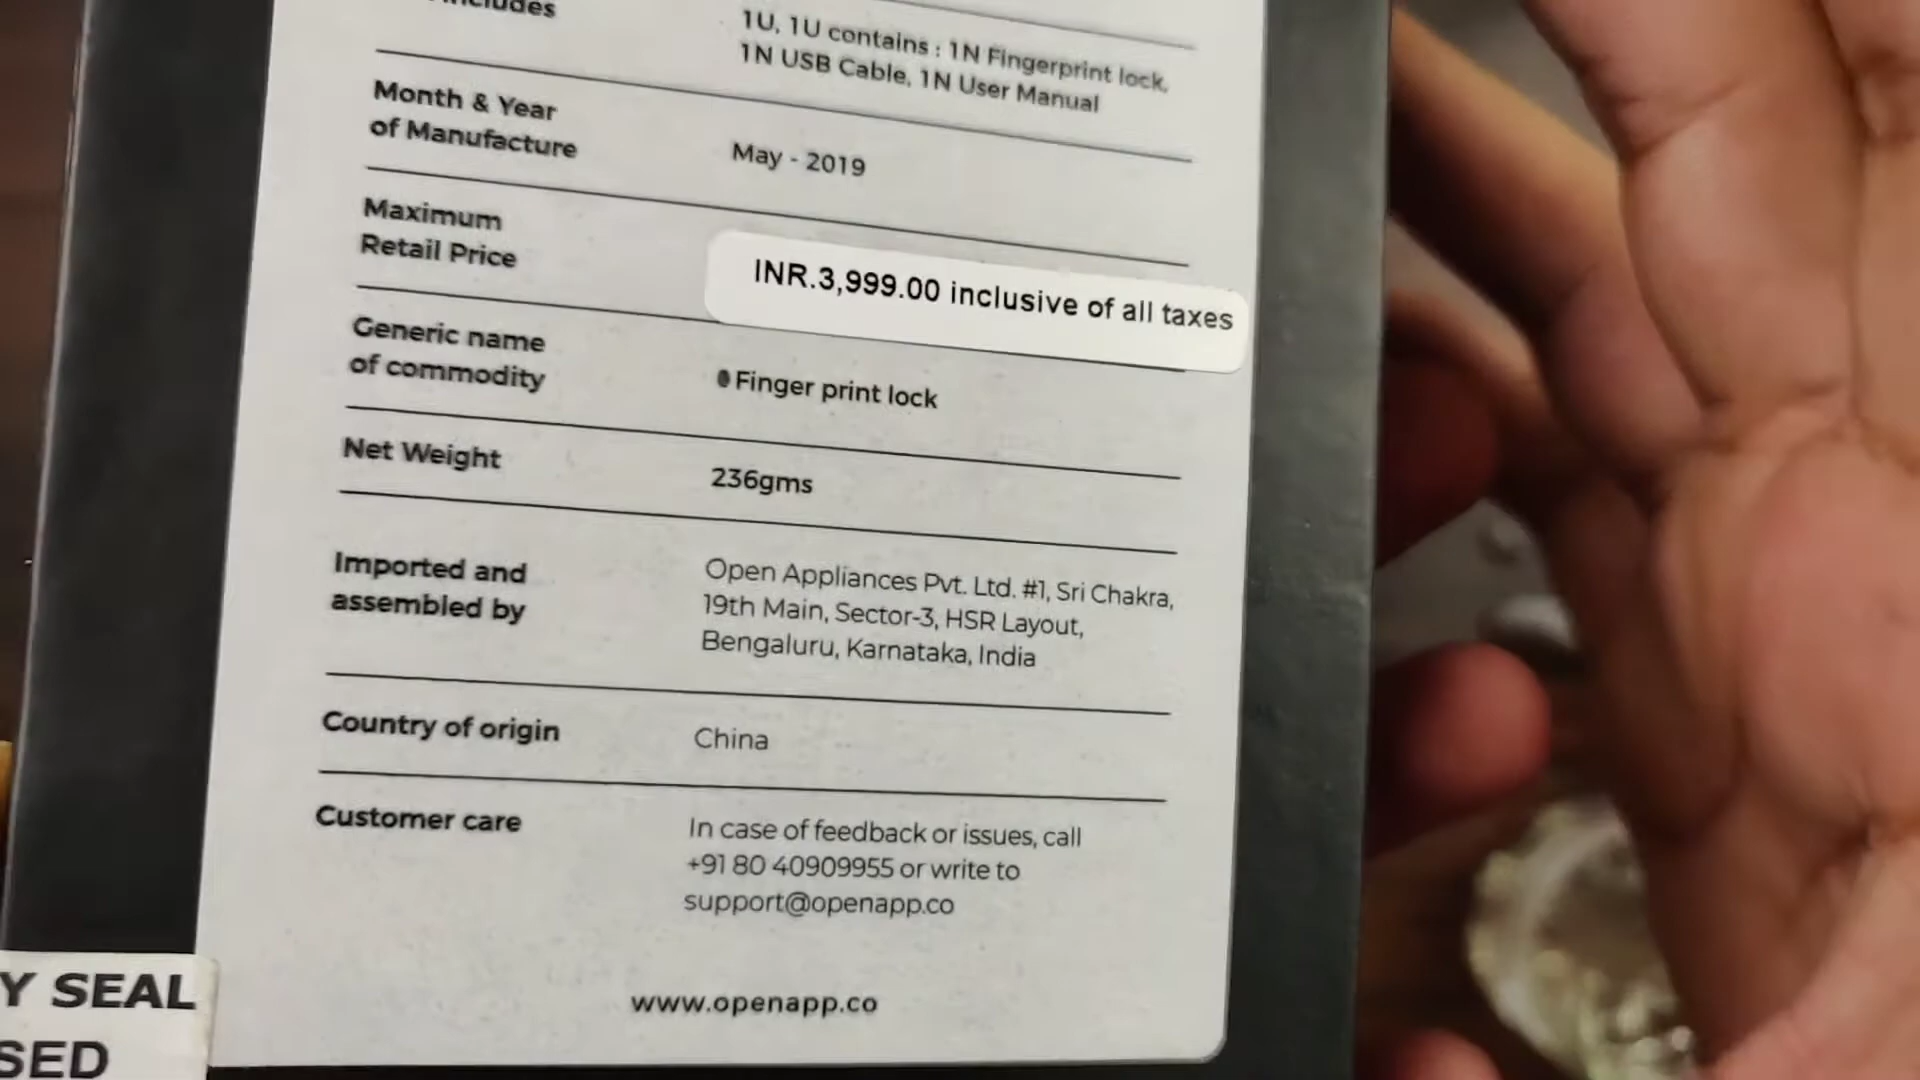 1U, 1U contains : 1N Fingerprint lock,
1N USB Cable, 1N User Manual
Month & Year
of Manufacture
May - 2019
Maximum
Retail Price
INR.3,999.00 inclusive of all taxes
Generic name
of commodity
Finger print lock
Net Weight
236gms
Imported and
assembled by
Open Appliances Pvt. Ltd. #1, Sri Chakra,
19th Main, Sector-3, HSR Layout,
Bengaluru, Karnataka, India
Country of origin
China
Customer care
In case of feedback or issues, call
+91 80 40909955 or write to
support@openapp.co
www.openapp.co
Y SEAL
SED